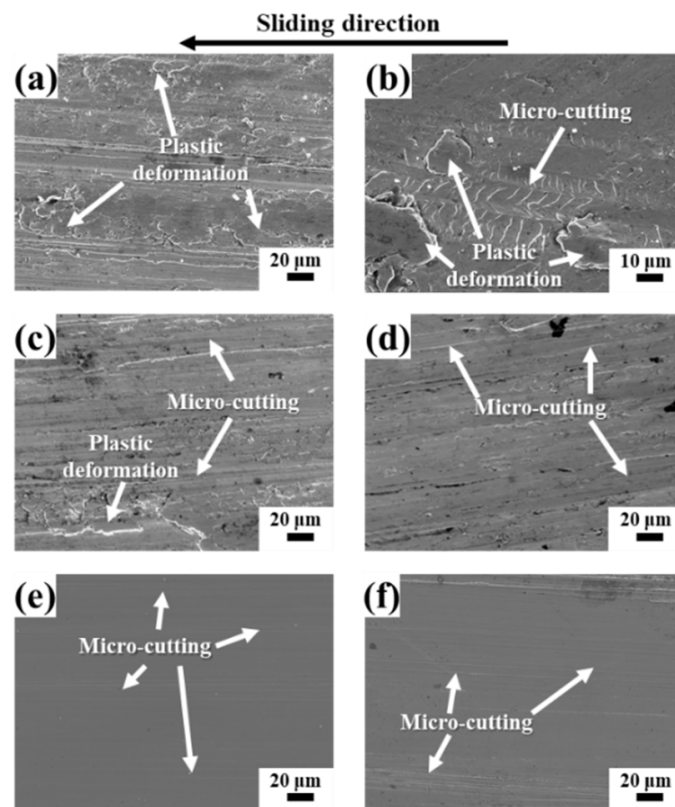 Sliding direction
(a)
Plastic
deformation
20 μm
(b)
Micro-cutting
Plastic
deformation
10 μm
(c)
Micro-cutting
Plastic
deformation
20 μm
(d)
Micro-cutting
20 μm
(e)
Micro-cutting
20 μm
(f)
Micro-cutting
20 μm